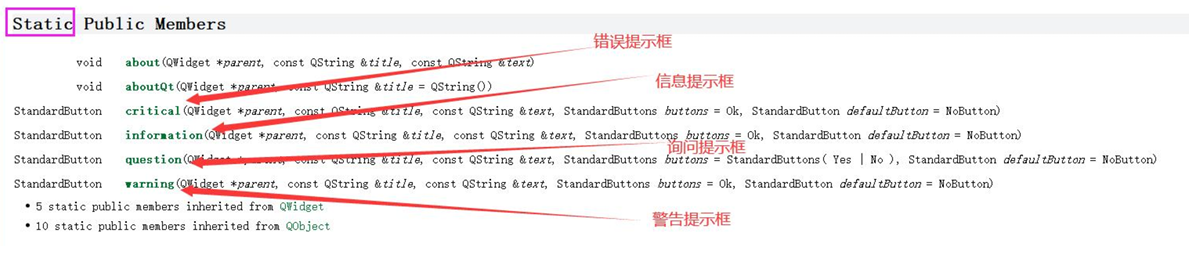 Static Public Members
错误提示框
void about(QWidget *parent, const QString &title, const QString &text)
信息提示框
void aboutQt(QWidget *parent, const QString &title = QString())
StandardButton critical(QWidget *parent, const QString &title, const QString &text, StandardButtons buttons = Ok, StandardButton defaultButton = NoButton)
StandardButton information(QWidget *parent, const QString &title, const QString &text, StandardButtons buttons = Ok, StandardButton defaultButton = NoButton)
询问提示框
StandardButton question(QWidget *parent, const QString &title, const QString &text, StandardButtons buttons = StandardButtons( Yes | No ), StandardButton defaultButton = NoButton)
StandardButton warning(QWidget *parent, const QString &title, const QString &text, StandardButtons buttons = Ok, StandardButton defaultButton = NoButton)
• 5 static public members inherited from QWidget
警告提示框
• 10 static public members inherited from QObject